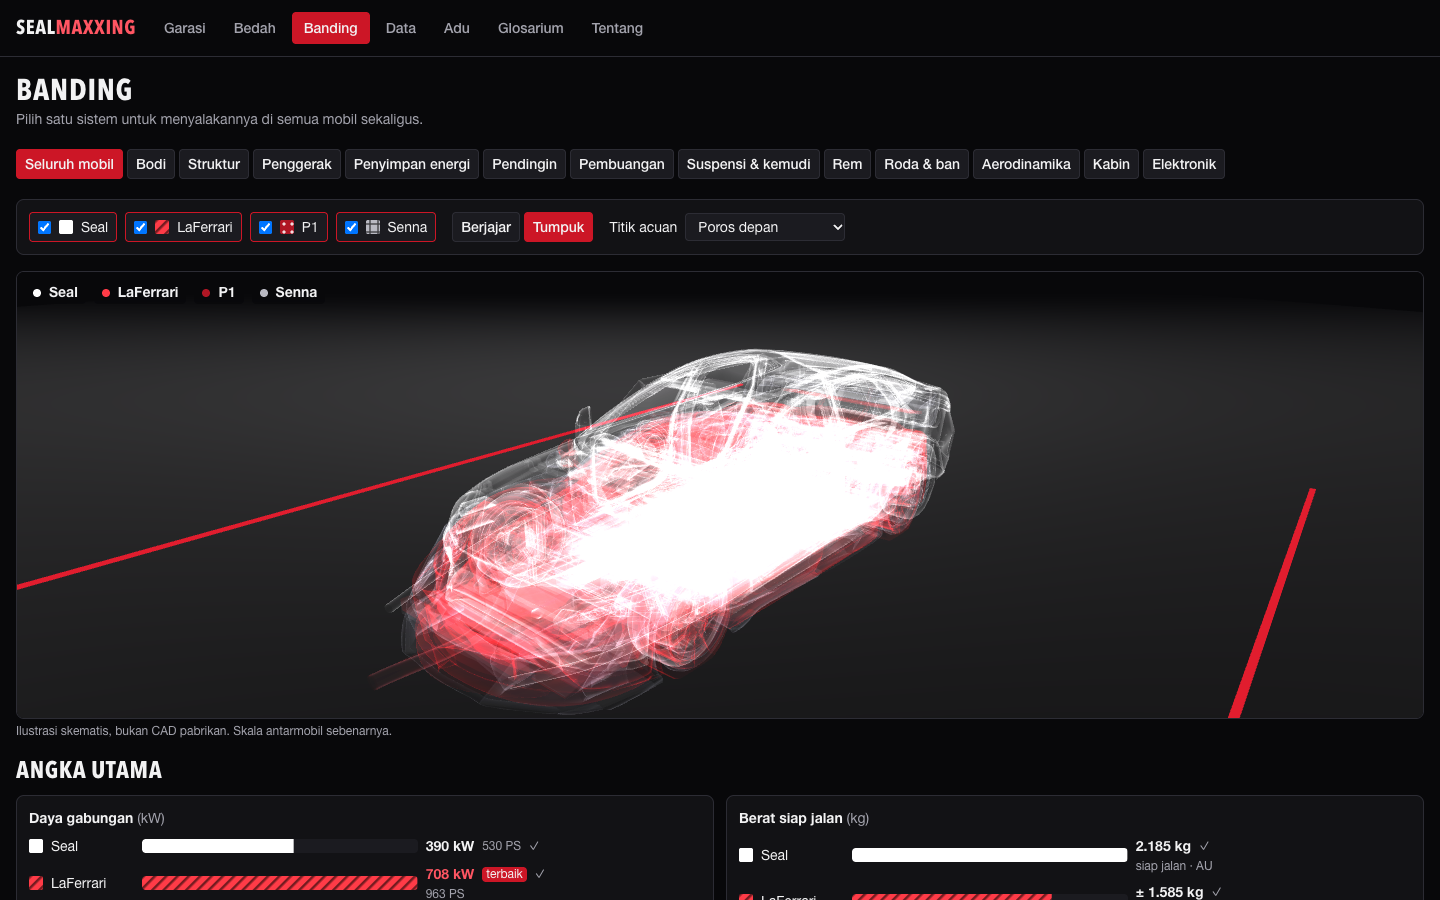 SEALMAXXING Garasi Bedah Banding Data Adu Glosarium Tentang
BANDING
Pilih satu sistem untuk menyalakannya di semua mobil sekaligus.
Seluruh mobil Bodi Struktur Penggerak Penyimpan energi Pendingin Pembuangan Suspensi & kemudi Rem Roda & ban Aerodinamika Kabin Elektronik
Seal LaFerrari P1 Senna Berjajar Tumpuk Titik acuan Poros depan
Seal LaFerrari P1 Senna
Ilustrasi skematis, bukan CAD pabrikan. Skala antarmobil sebenarnya.
ANGKA UTAMA
Daya gabungan (kW)
Seal 390 kW 530 PS ✓
LaFerrari 708 kW terbaik ✓
963 PS
Berat siap jalan (kg)
Seal 2.185 kg ✓
siap jalan · AU
LaFerrari ± 1.585 kg ✓